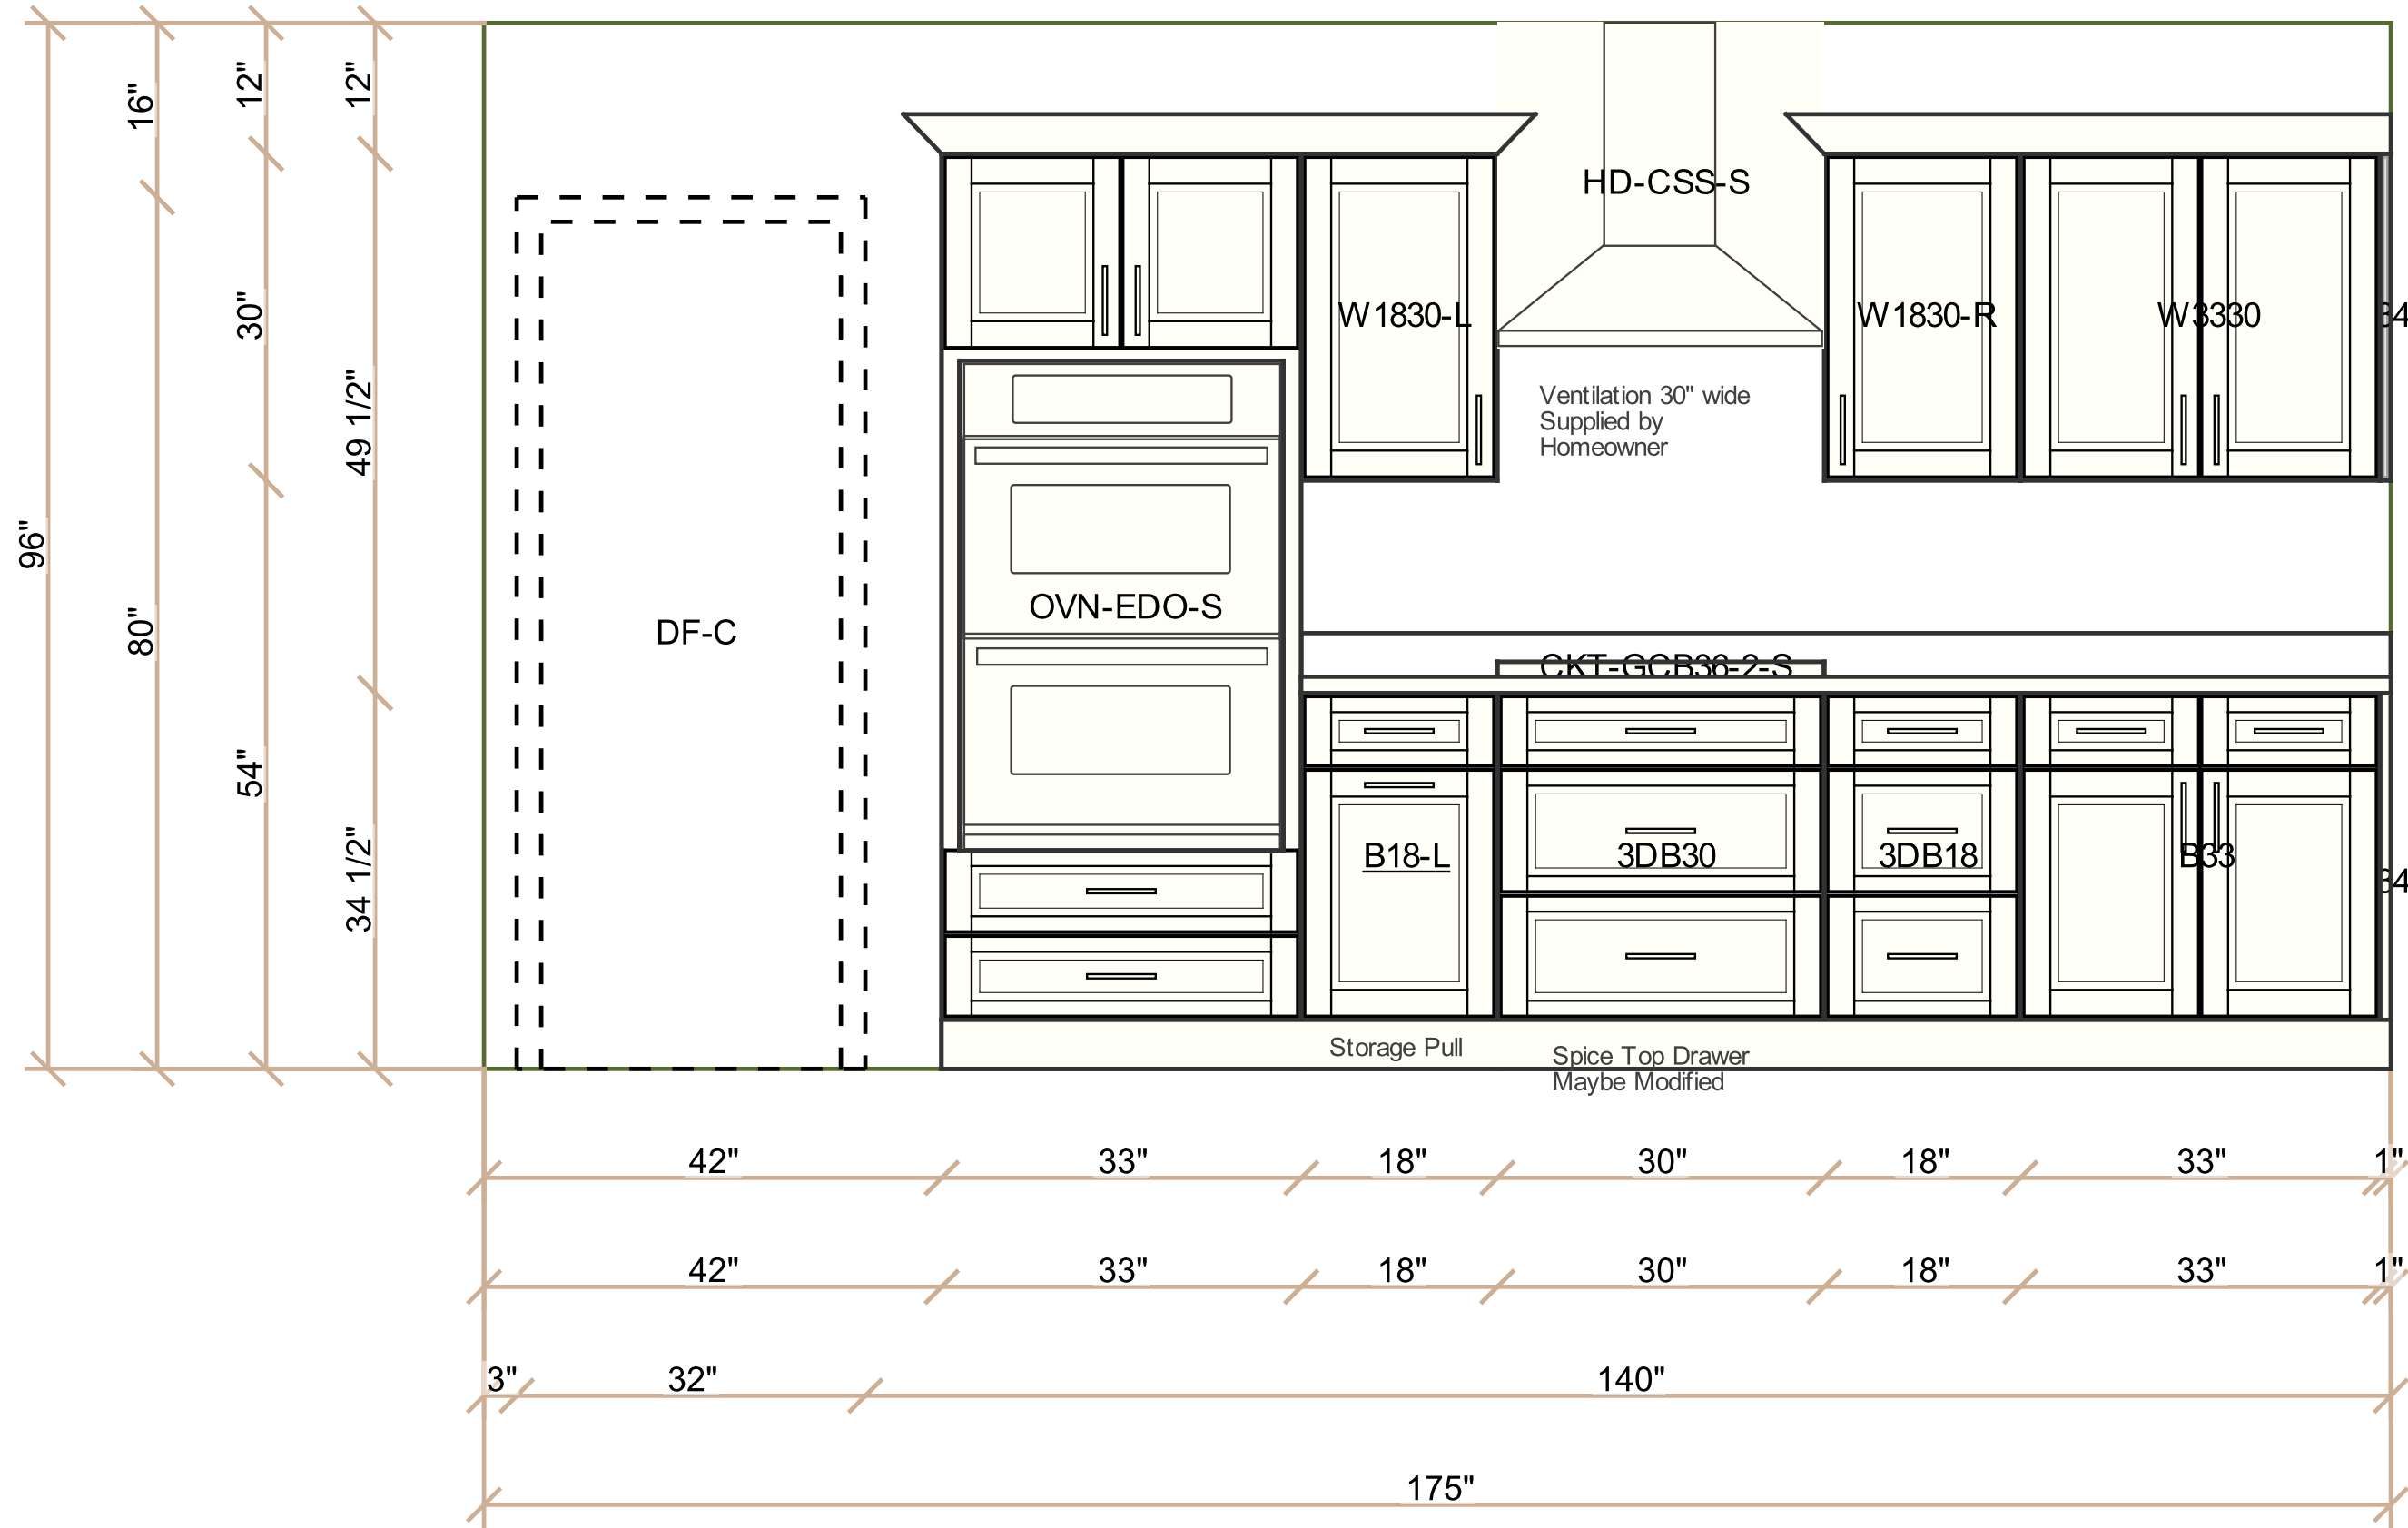 12"
12"
16"
HD-CSS-S
30"
W1830-L
W1830-R
W3330
34
49 1/2"
Ventilation 30" wide
Supplied by
Homeowner
96"
OVN-EDO-S
80"
DF-C
CKT-GCB36-2-S
54"
34 1/2"
B18-L
3DB30
3DB18
B33
34
Storage Pull
Spice Top Drawer
Maybe Modified
42" 33" 18" 30" 18" 33" 1"
42" 33" 18" 30" 18" 33" 1"
3" 32" 140"
175"